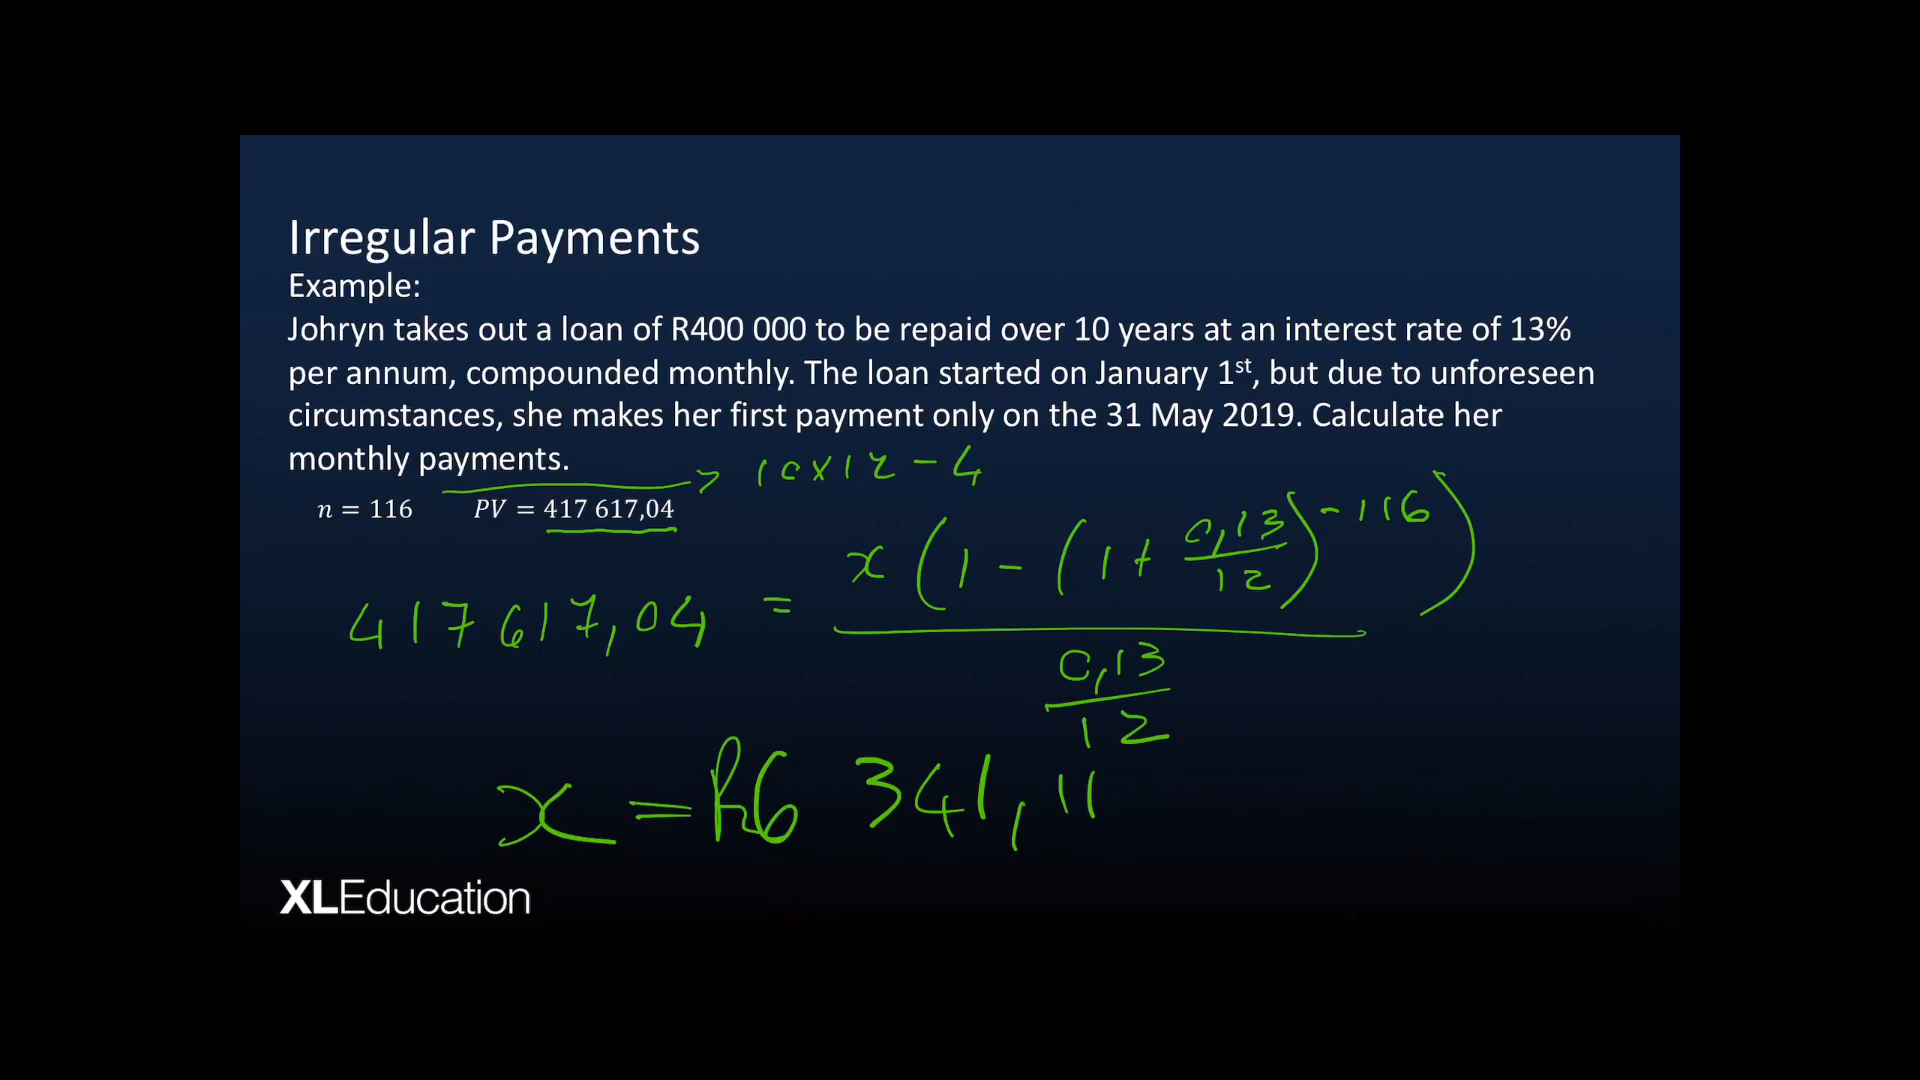 Irregular Payments
Example:
Johryn takes out a loan of R400 000 to be repaid over 10 years at an interest rate of 13%
per annum, compounded monthly. The loan started on January 1st, but due to unforeseen
circumstances, she makes her first payment only on the 31 May 2019. Calculate her
monthly payments.
> 10×12 − 4
n = 116 PV = 417 617,04
417 617,04 = x(1 − (1 + 0,13/12)^−116) / (0,13/12)
x = R6 341,11
XLEducation